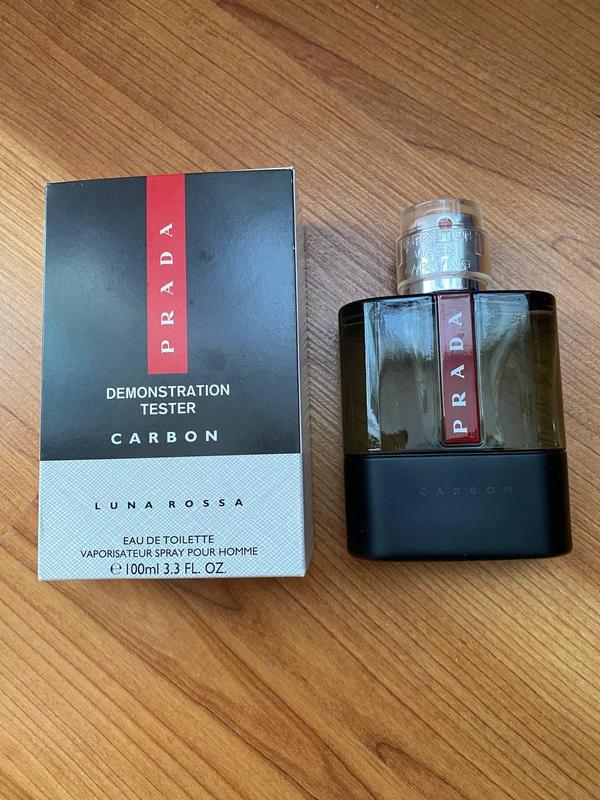 PRADA
DEMONSTRATION
TESTER
CARBON
LUNA ROSSA
EAU DE TOILETTE
VAPORISATEUR SPRAY POUR HOMME
℮ 100ml 3.3 FL. OZ.
PRADA
CARBON